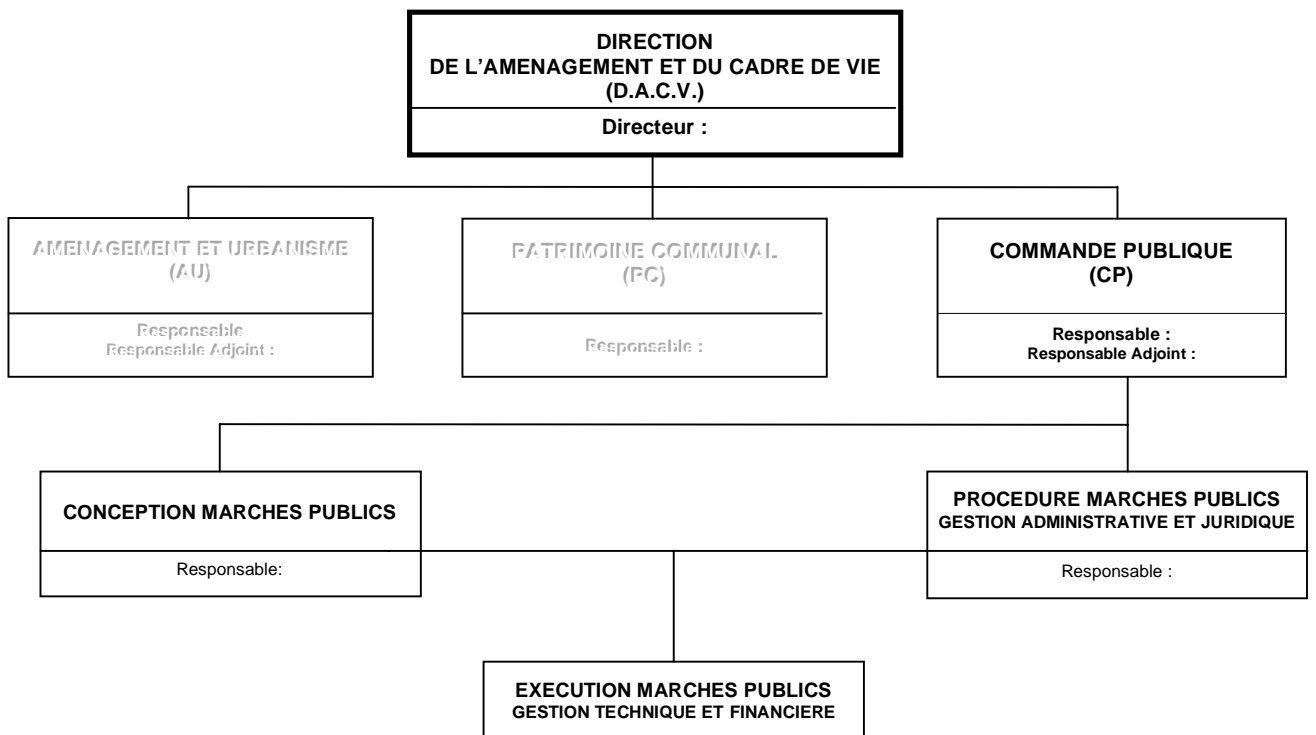 DIRECTION
DE L'AMENAGEMENT ET DU CADRE DE VIE
(D.A.C.V.)
Directeur :
AMENAGEMENT ET URBANISME
(AU)
Responsable
Responsable Adjoint :
PATRIMOINE COMMUNAL
(PC)
Responsable :
COMMANDE PUBLIQUE
(CP)
Responsable :
Responsable Adjoint :
CONCEPTION MARCHES PUBLICS
Responsable:
PROCEDURE MARCHES PUBLICS
GESTION ADMINISTRATIVE ET JURIDIQUE
Responsable :
EXECUTION MARCHES PUBLICS
GESTION TECHNIQUE ET FINANCIERE